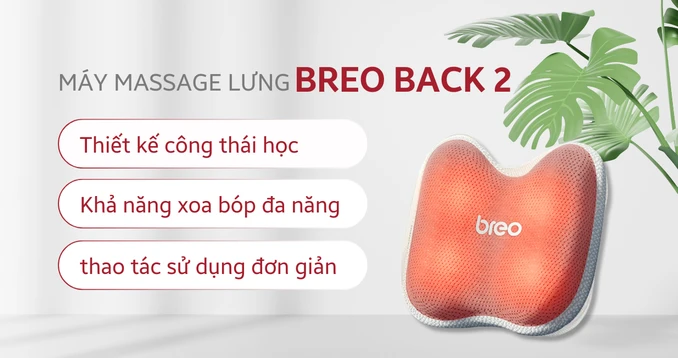 MÁY MASSAGE LƯNG BREO BACK 2
Thiết kế công thái học
Khả năng xoa bóp đa năng
thao tác sử dụng đơn giản
breo